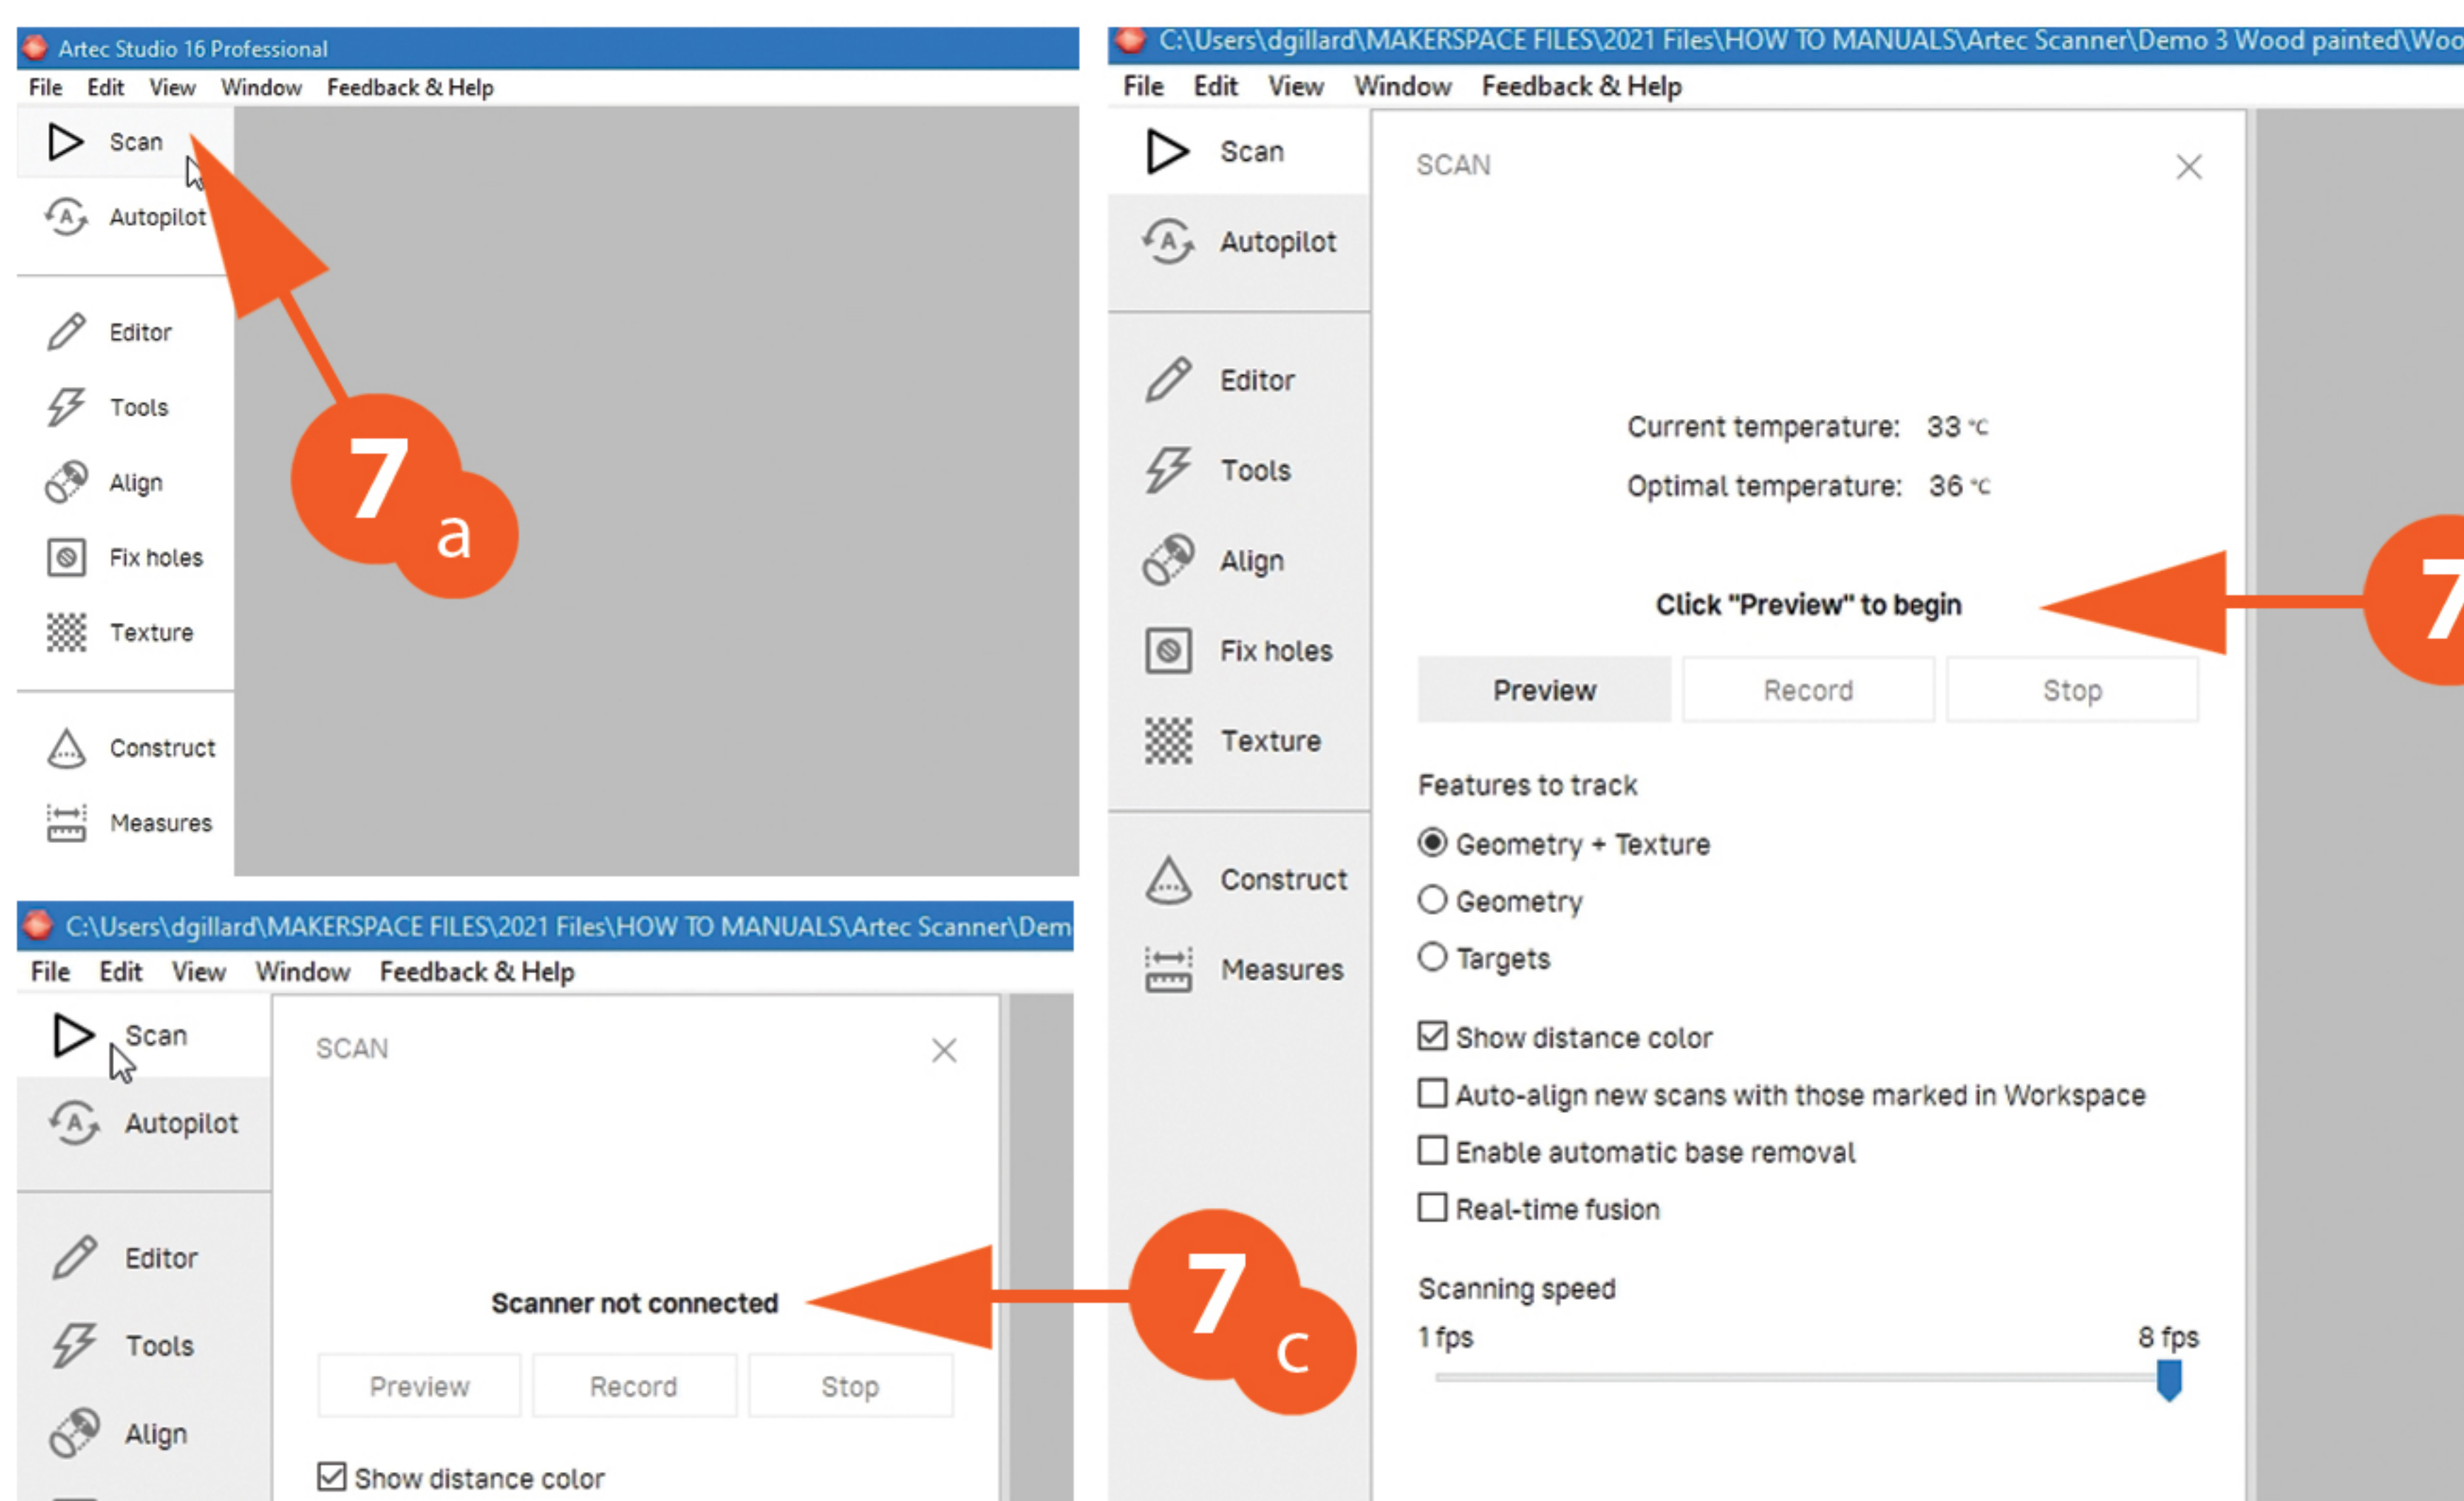 Artec Studio 16 Professional
File Edit View Window Feedback & Help
Scan
Autopilot
Editor
Tools
Align
Fix holes
Texture
Construct
Measures
7
a
C:\Users\dgillard\MAKERSPACE FILES\2021 Files\HOW TO MANUALS\Artec Scanner\Dem
File Edit View Window Feedback & Help
Scan
Autopilot
Editor
Tools
Align
SCAN
Scanner not connected
Preview Record Stop
Show distance color
7
c
C:\Users\dgillard\MAKERSPACE FILES\2021 Files\HOW TO MANUALS\Artec Scanner\Demo 3 Wood painted\Woo
File Edit View Window Feedback & Help
Scan
Autopilot
Editor
Tools
Align
Fix holes
Texture
Construct
Measures
SCAN
Current temperature: 33 °C
Optimal temperature: 36 °C
Click "Preview" to begin
Preview Record Stop
Features to track
Geometry + Texture
Geometry
Targets
Show distance color
Auto-align new scans with those marked in Workspace
Enable automatic base removal
Real-time fusion
Scanning speed
1 fps 8 fps
7